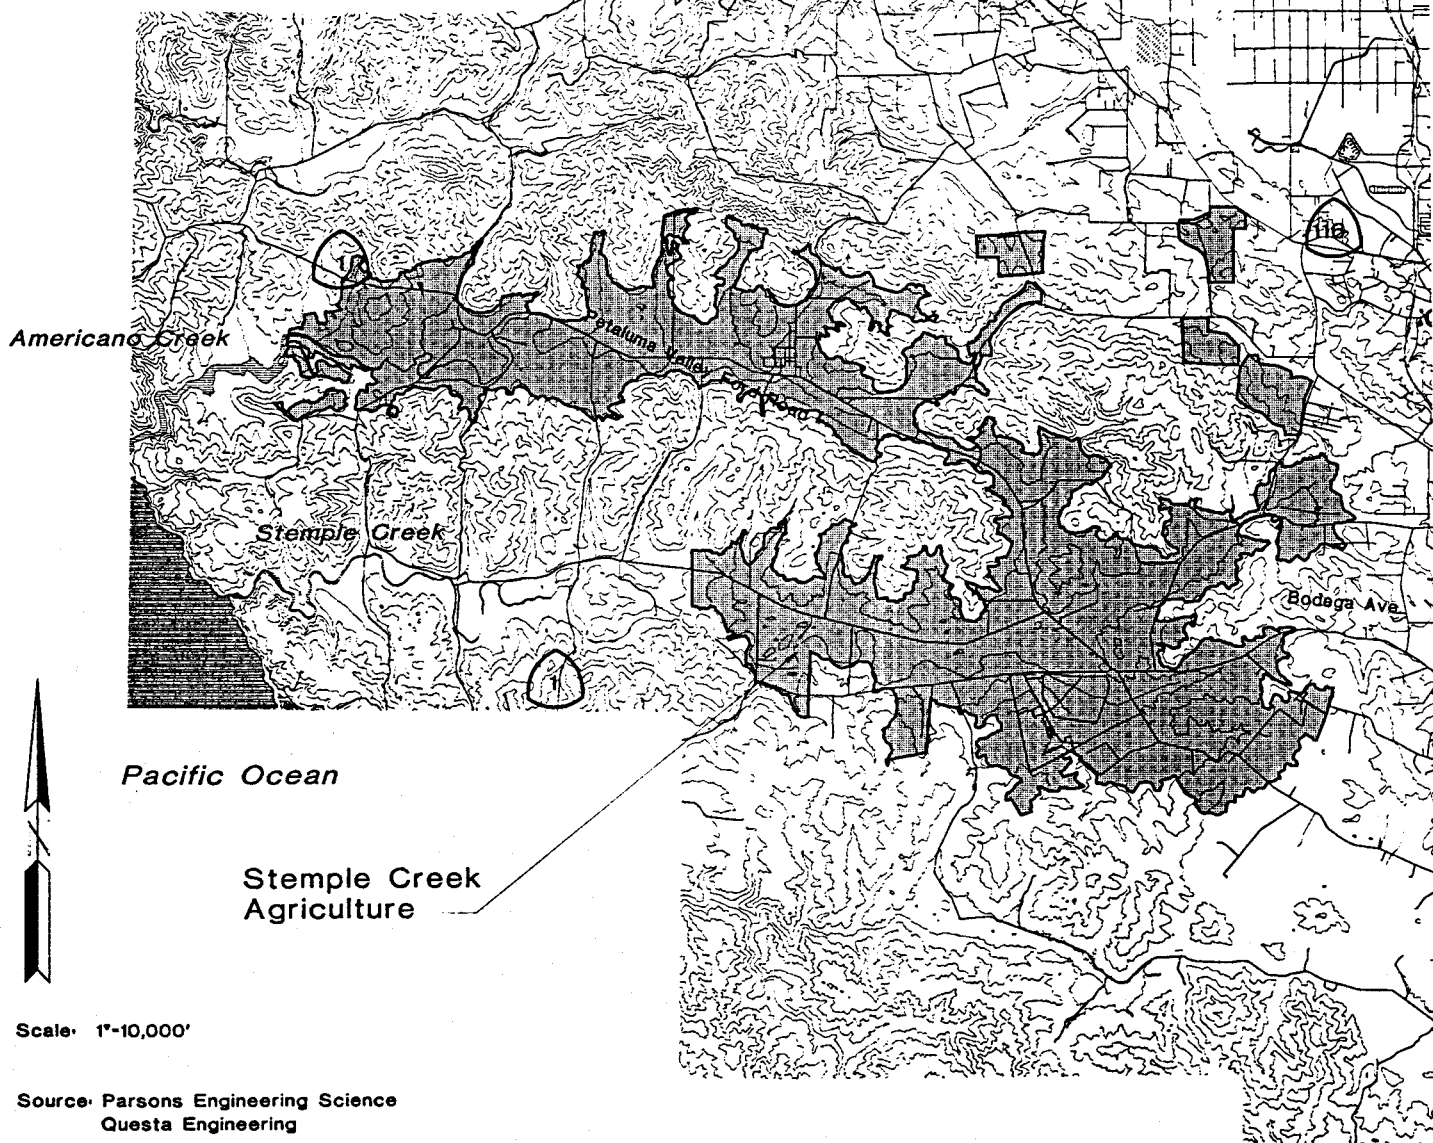 1
116
Americano Creek
Petaluma Valley Ford Road
Stemple Creek
Bodega Ave
1
Pacific Ocean
Stemple Creek
Agriculture
Scale: 1"-10,000'
Source: Parsons Engineering Science
Questa Engineering